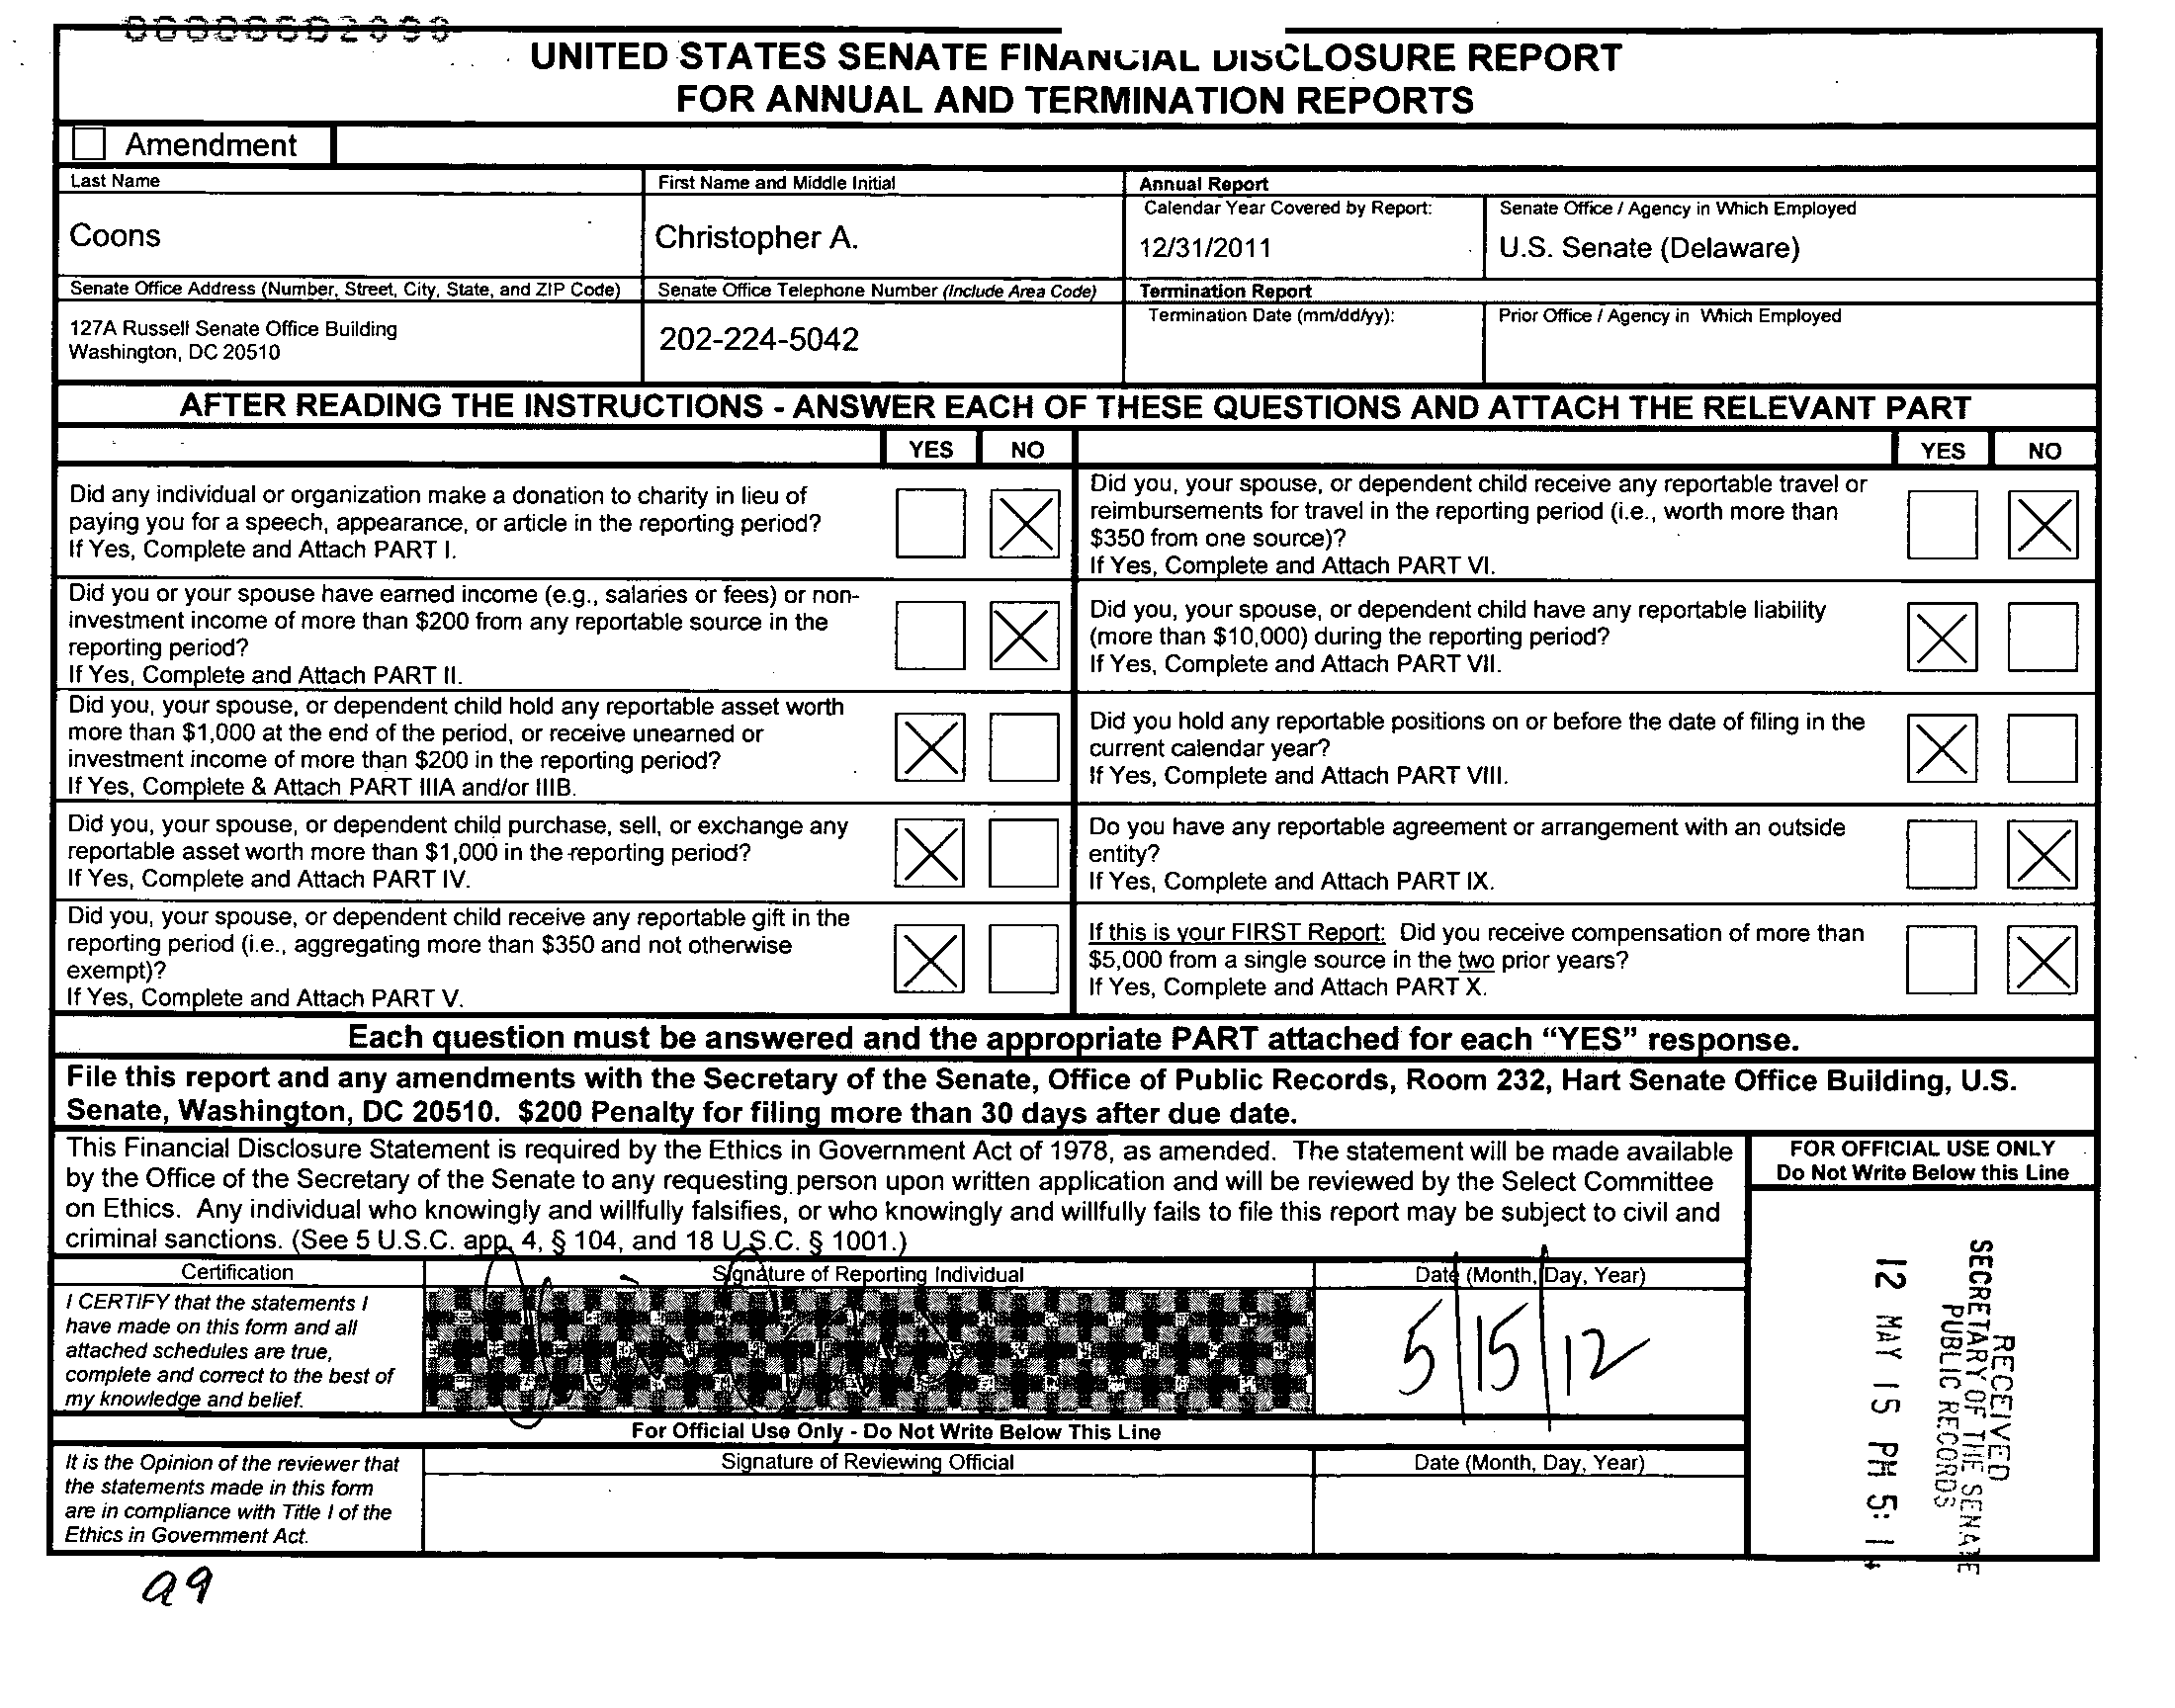 UNITED STATES SENATE FINANCIAL DISCLOSURE REPORT
FOR ANNUAL AND TERMINATION REPORTS
Amendment
Last Name
First Name and Middle Initial
Annual Report
Calendar Year Covered by Report:
Senate Office / Agency in Which Employed
Coons
Christopher A.
12/31/2011
U.S. Senate (Delaware)
Senate Office Address (Number, Street, City, State, and ZIP Code)
Senate Office Telephone Number (Include Area Code)
Termination Report
Termination Date (mm/dd/yy):
Prior Office / Agency in Which Employed
127A Russell Senate Office Building
Washington, DC 20510
202-224-5042
AFTER READING THE INSTRUCTIONS - ANSWER EACH OF THESE QUESTIONS AND ATTACH THE RELEVANT PART
YES NO
YES NO
Did any individual or organization make a donation to charity in lieu of
paying you for a speech, appearance, or article in the reporting period?
If Yes, Complete and Attach PART I.
Did you, your spouse, or dependent child receive any reportable travel or
reimbursements for travel in the reporting period (i.e., worth more than
$350 from one source)?
If Yes, Complete and Attach PART VI.
Did you or your spouse have earned income (e.g., salaries or fees) or non-
investment income of more than $200 from any reportable source in the
reporting period?
If Yes, Complete and Attach PART II.
Did you, your spouse, or dependent child have any reportable liability
(more than $10,000) during the reporting period?
If Yes, Complete and Attach PART VII.
Did you, your spouse, or dependent child hold any reportable asset worth
more than $1,000 at the end of the period, or receive unearned or
investment income of more than $200 in the reporting period?
If Yes, Complete & Attach PART IIIA and/or IIIB.
Did you hold any reportable positions on or before the date of filing in the
current calendar year?
If Yes, Complete and Attach PART VIII.
Did you, your spouse, or dependent child purchase, sell, or exchange any
reportable asset worth more than $1,000 in the reporting period?
If Yes, Complete and Attach PART IV.
Do you have any reportable agreement or arrangement with an outside
entity?
If Yes, Complete and Attach PART IX.
Did you, your spouse, or dependent child receive any reportable gift in the
reporting period (i.e., aggregating more than $350 and not otherwise
exempt)?
If Yes, Complete and Attach PART V.
If this is your FIRST Report: Did you receive compensation of more than
$5,000 from a single source in the two prior years?
If Yes, Complete and Attach PART X.
Each question must be answered and the appropriate PART attached for each “YES” response.
File this report and any amendments with the Secretary of the Senate, Office of Public Records, Room 232, Hart Senate Office Building, U.S.
Senate, Washington, DC 20510. $200 Penalty for filing more than 30 days after due date.
This Financial Disclosure Statement is required by the Ethics in Government Act of 1978, as amended. The statement will be made available
by the Office of the Secretary of the Senate to any requesting person upon written application and will be reviewed by the Select Committee
on Ethics. Any individual who knowingly and willfully falsifies, or who knowingly and willfully fails to file this report may be subject to civil and
criminal sanctions. (See 5 U.S.C. app. 4, § 104, and 18 U.S.C. § 1001.)
FOR OFFICIAL USE ONLY
Do Not Write Below this Line
Certification
Signature of Reporting Individual
Date (Month, Day, Year)
I CERTIFY that the statements I
have made on this form and all
attached schedules are true,
complete and correct to the best of
my knowledge and belief.
5/15/12
For Official Use Only - Do Not Write Below This Line
It is the Opinion of the reviewer that
the statements made in this form
are in compliance with Title I of the
Ethics in Government Act.
Signature of Reviewing Official
Date (Month, Day, Year)
RECEIVED
SECRETARY OF THE SENATE
PUBLIC RECORDS
12 MAY 15 PM 5:
a9